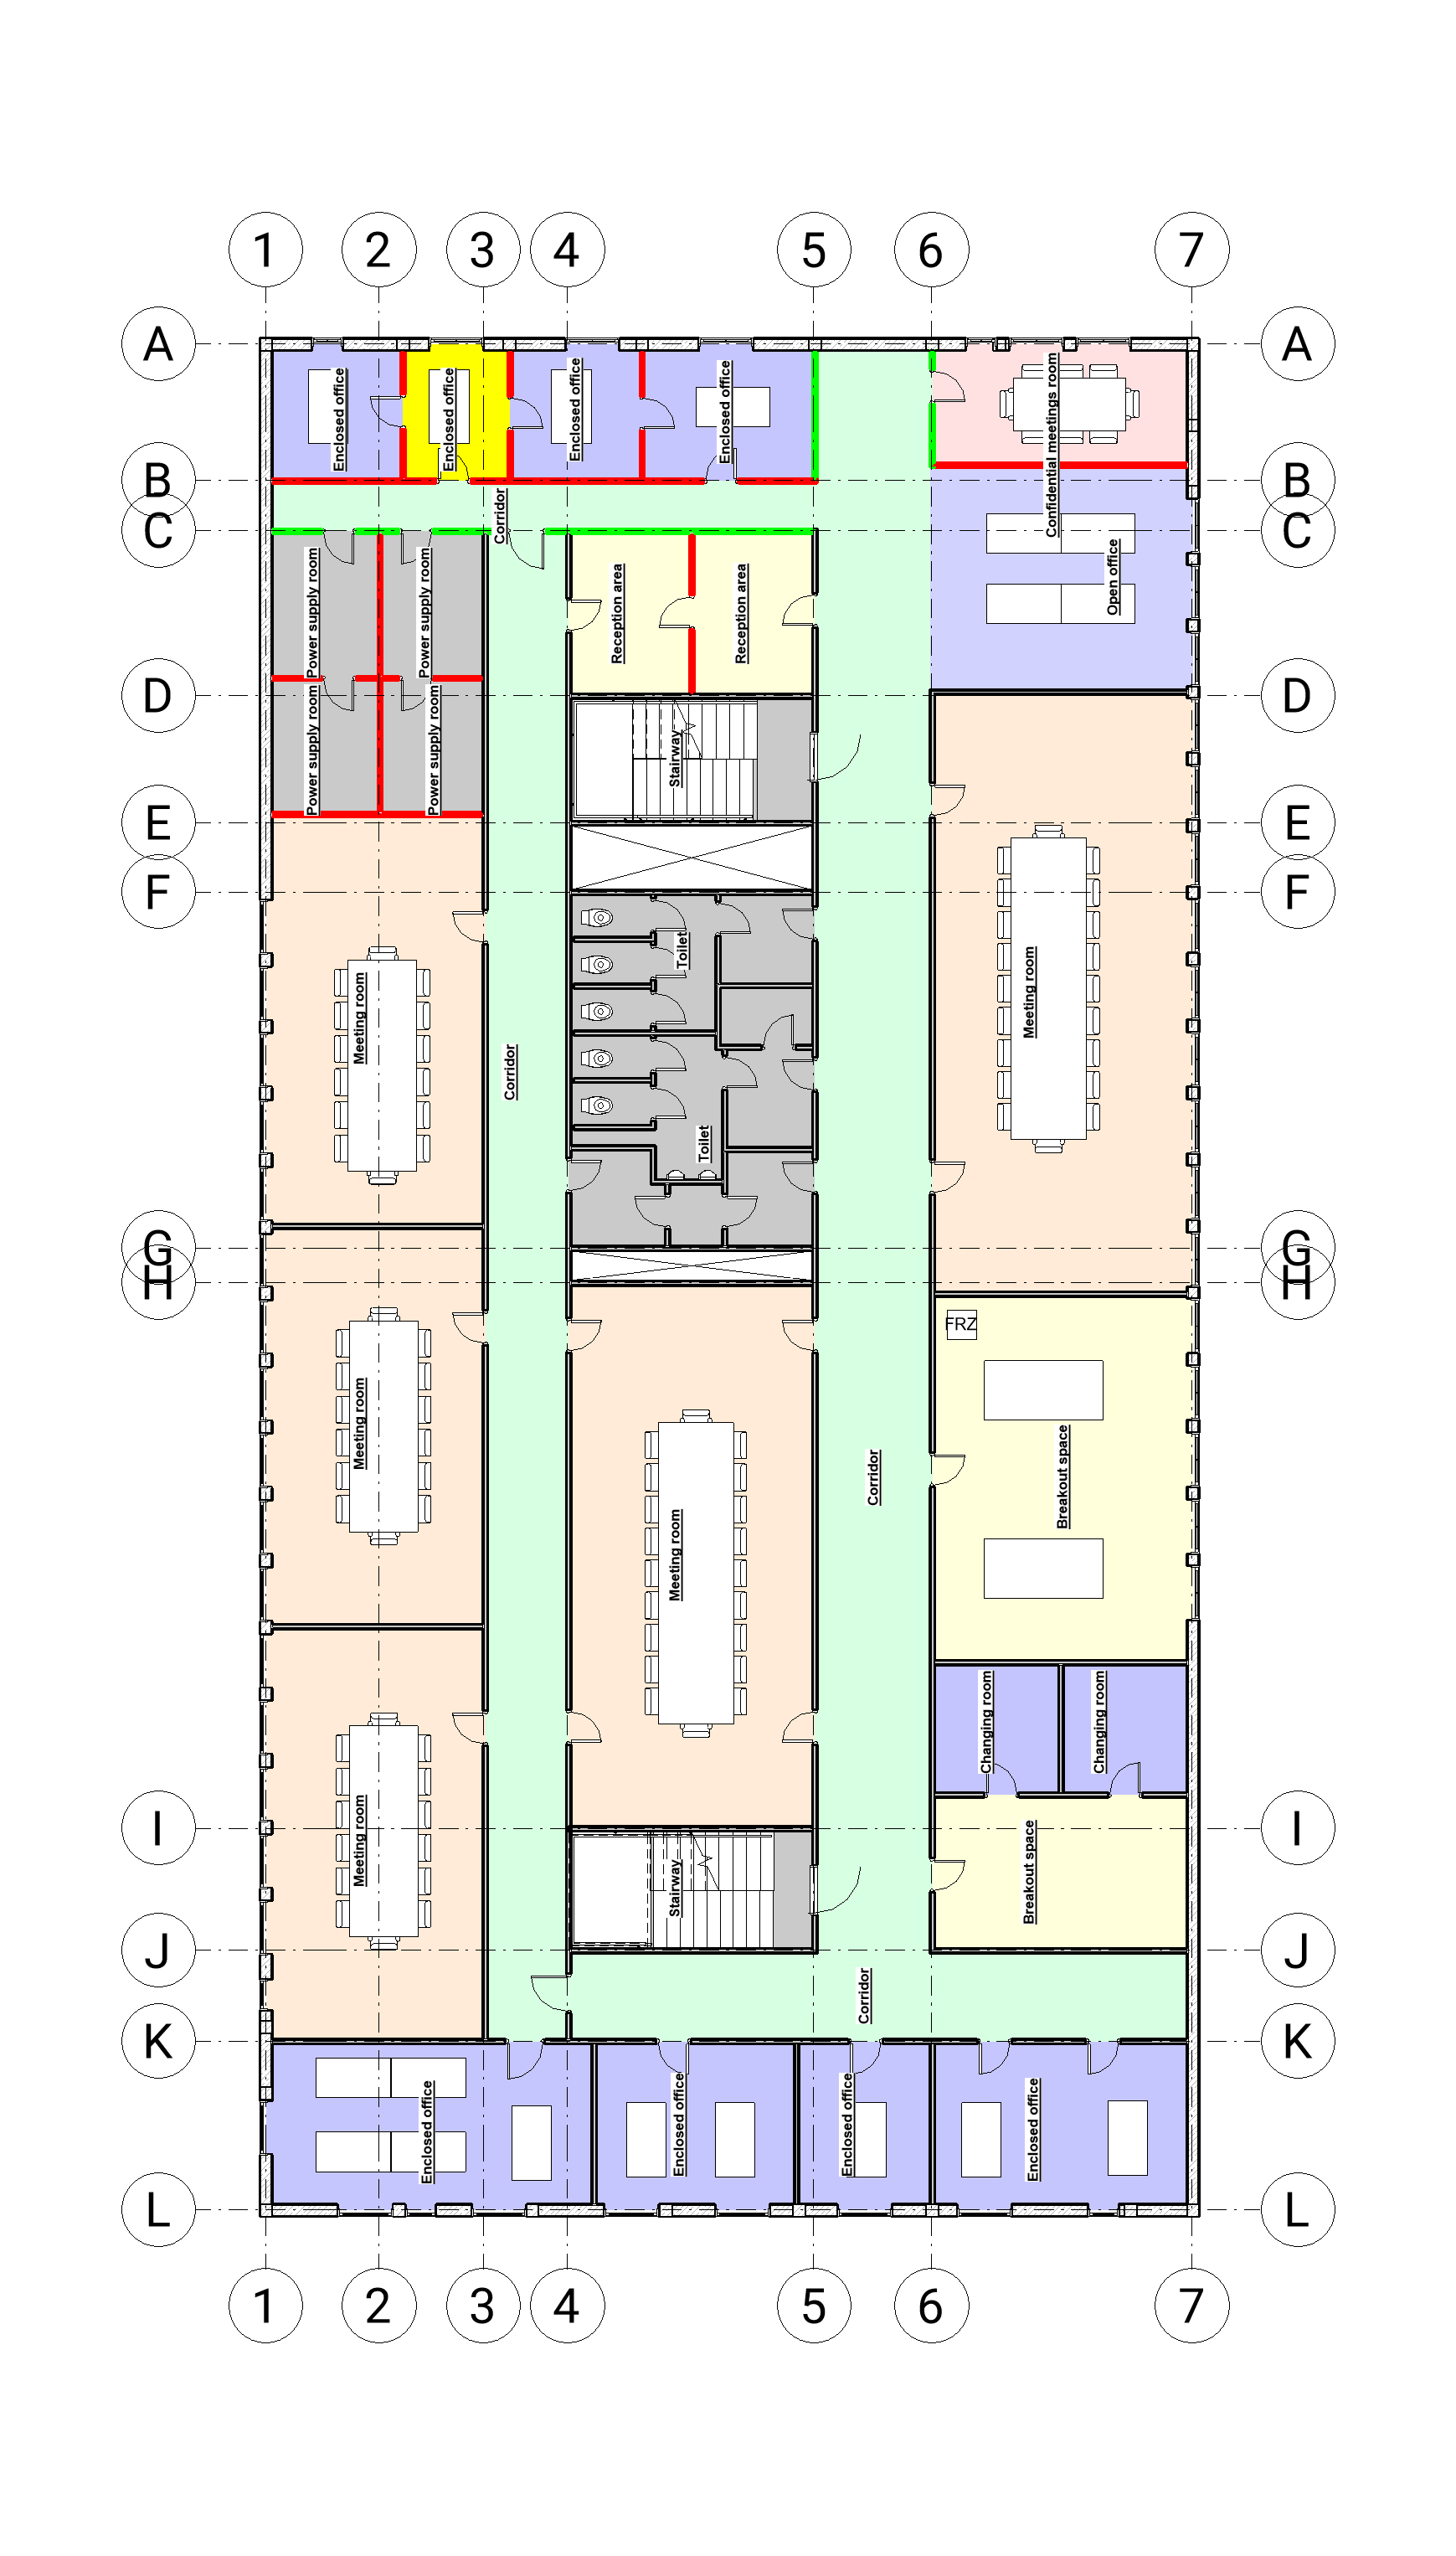 1 2 3 4 5 6 7
A A
Enclosed office
Enclosed office
Enclosed office
Enclosed office
Confidential meetings room
B B
Corridor
C C
Power supply room
Power supply room
Reception area
Reception area
Open office
D D
Power supply room
Power supply room
Stairway
E E
F F
Toilet
Meeting room
Meeting room
Corridor
Toilet
G G
H H
FRZ
Meeting room
Corridor
Breakout space
Meeting room
Changing room
Changing room
I I
Meeting room
Stairway
Breakout space
J J
Corridor
K K
Enclosed office
Enclosed office
Enclosed office
Enclosed office
L L
1 2 3 4 5 6 7